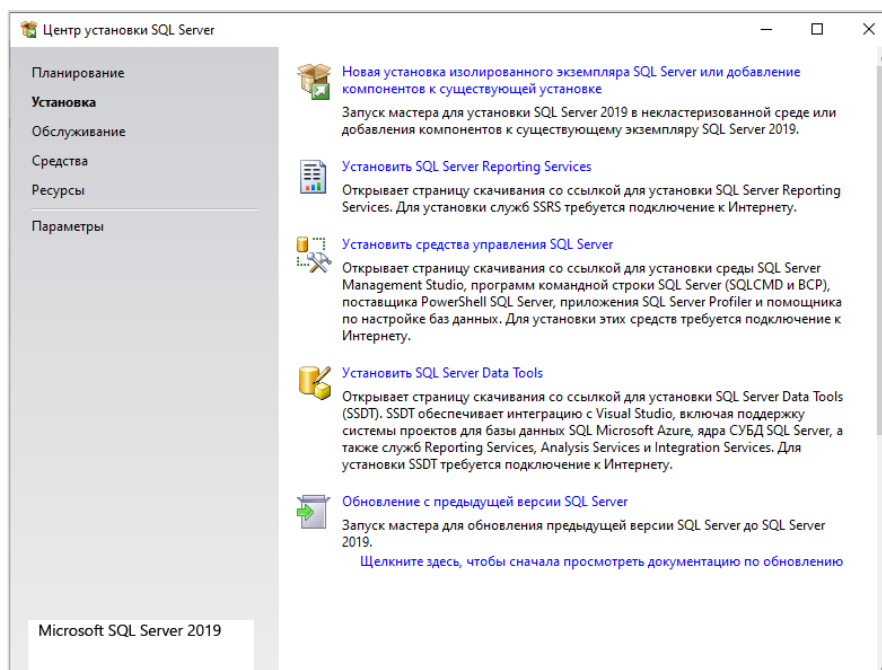 Центр установки SQL Server
Планирование
Установка
Обслуживание
Средства
Ресурсы
Параметры
Microsoft SQL Server 2019
Новая установка изолированного экземпляра SQL Server или добавление
компонентов к существующей установке
Запуск мастера для установки SQL Server 2019 в некластеризованной среде или
добавления компонентов к существующему экземпляру SQL Server 2019.
Установить SQL Server Reporting Services
Открывает страницу скачивания со ссылкой для установки SQL Server Reporting
Services. Для установки служб SSRS требуется подключение к Интернету.
Установить средства управления SQL Server
Открывает страницу скачивания со ссылкой для установки среды SQL Server
Management Studio, программ командной строки SQL Server (SQLCMD и BCP),
поставщика PowerShell SQL Server, приложения SQL Server Profiler и помощника
по настройке баз данных. Для установки этих средств требуется подключение к
Интернету.
Установить SQL Server Data Tools
Открывает страницу скачивания со ссылкой для установки SQL Server Data Tools
(SSDT). SSDT обеспечивает интеграцию с Visual Studio, включая поддержку
системы проектов для базы данных SQL Microsoft Azure, ядра СУБД SQL Server, а
также служб Reporting Services, Analysis Services и Integration Services. Для
установки SSDT требуется подключение к Интернету.
Обновление с предыдущей версии SQL Server
Запуск мастера для обновления предыдущей версии SQL Server до SQL Server
2019.
Щелкните здесь, чтобы сначала просмотреть документацию по обновлению